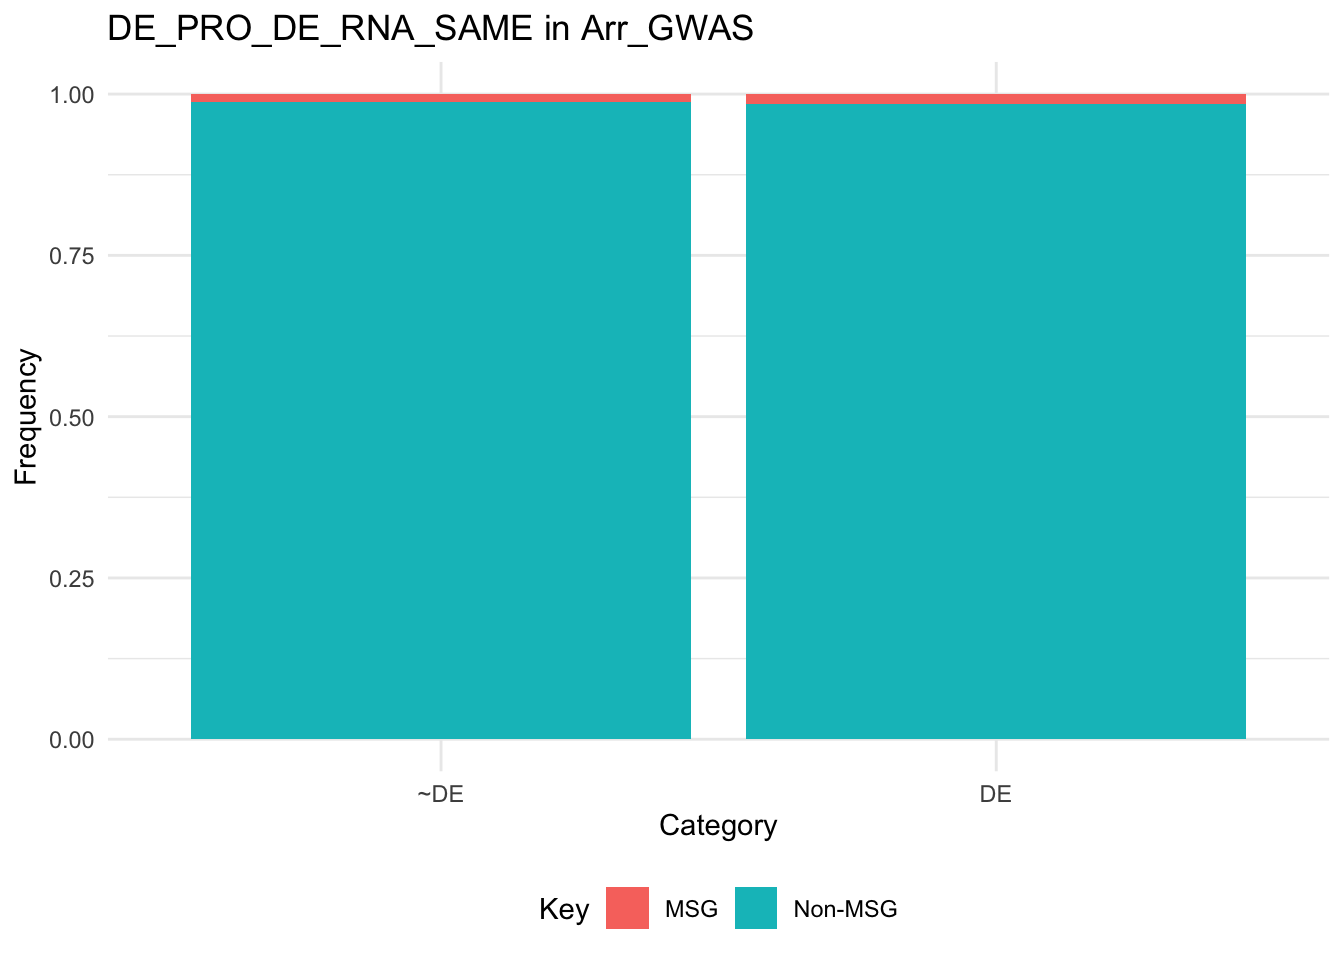 DE_PRO_DE_RNA_SAME in Arr_GWAS
1.00
0.75
0.50
0.25
0.00
Frequency
~DE DE
Category
Key MSG Non-MSG